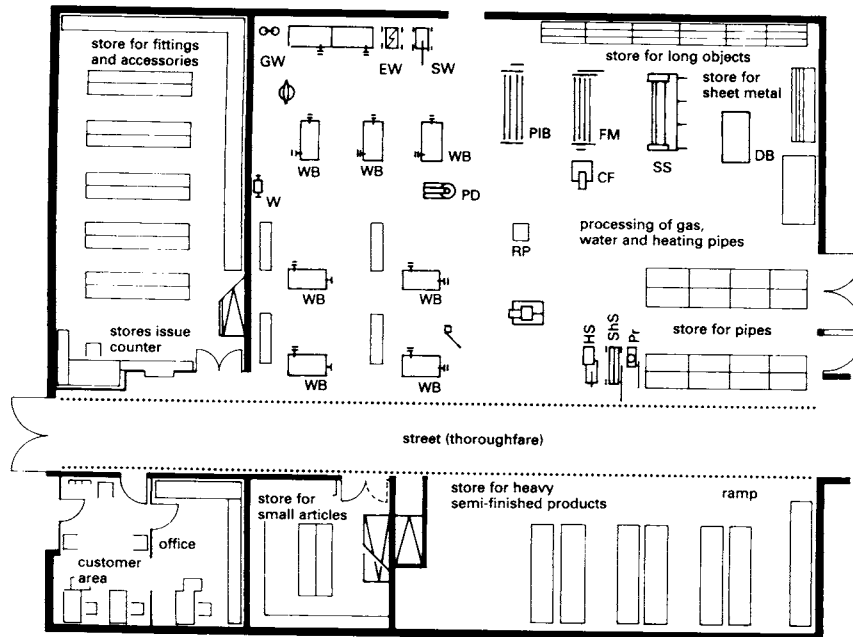 store for fittings
and accessories
GW
EW
SW
store for long objects
store for
sheet metal
PIB
FM
SS
DB
WB
WB
WB
CF
W
PD
RP
processing of gas,
water and heating pipes
WB
WB
stores issue
counter
HS
ShS
Pr
store for pipes
WB
WB
street (thoroughfare)
store for
small articles
store for heavy
semi-finished products
ramp
office
customer
area